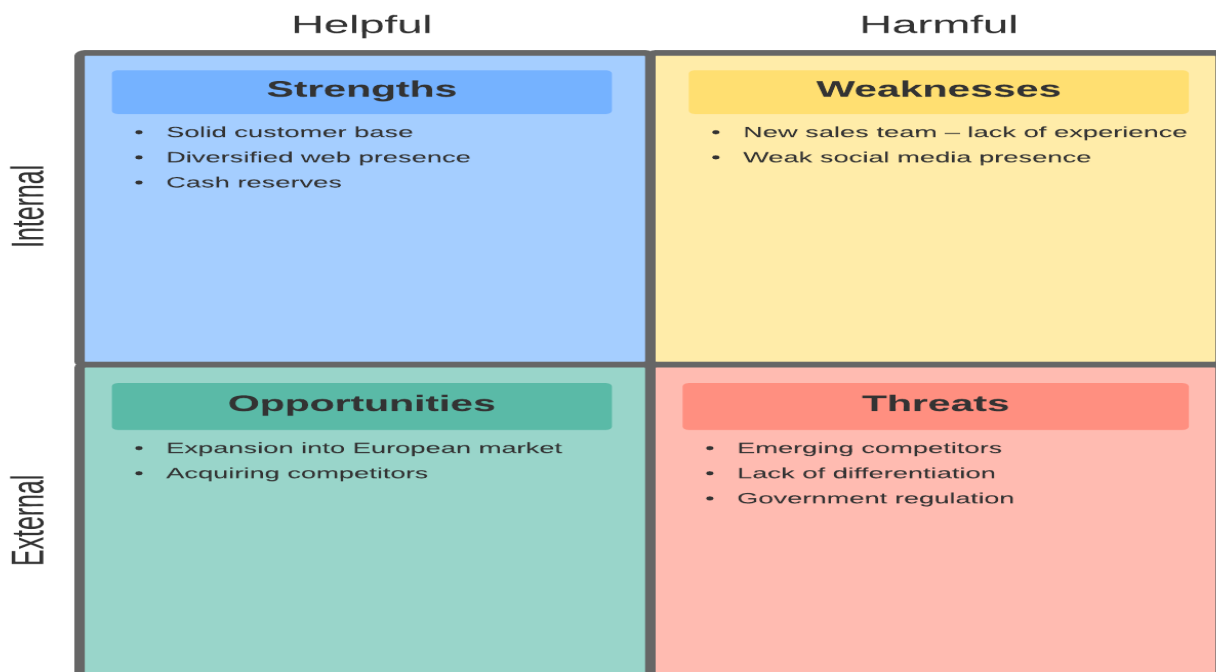 Helpful
Harmful
Internal
Strengths
• Solid customer base
• Diversified web presence
• Cash reserves
Weaknesses
• New sales team – lack of experience
• Weak social media presence
External
Opportunities
• Expansion into European market
• Acquiring competitors
Threats
• Emerging competitors
• Lack of differentiation
• Government regulation